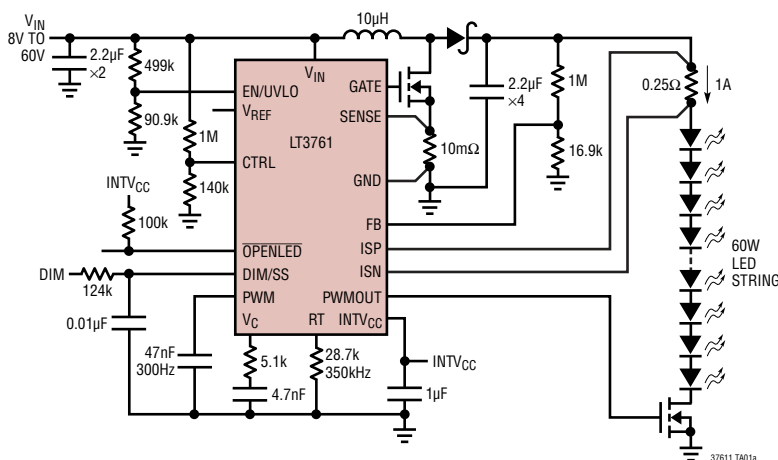 V_IN
8V TO
60V
2.2µF
×2
499k
90.9k
1M
140k
INTV_CC
100k
DIM
124k
0.01µF
47nF
300Hz
5.1k
4.7nF
28.7k
350kHz
1µF
INTV_CC
V_IN
EN/UVLO
V_REF
LT3761
CTRL
OPENLED
DIM/SS
PWM
V_C
RT
INTV_CC
PWMOUT
ISN
ISP
FB
GND
SENSE
GATE
10µH
10mΩ
2.2µF
×4
1M
16.9k
0.25Ω
1A
60W
LED
STRING
37611 TA01a